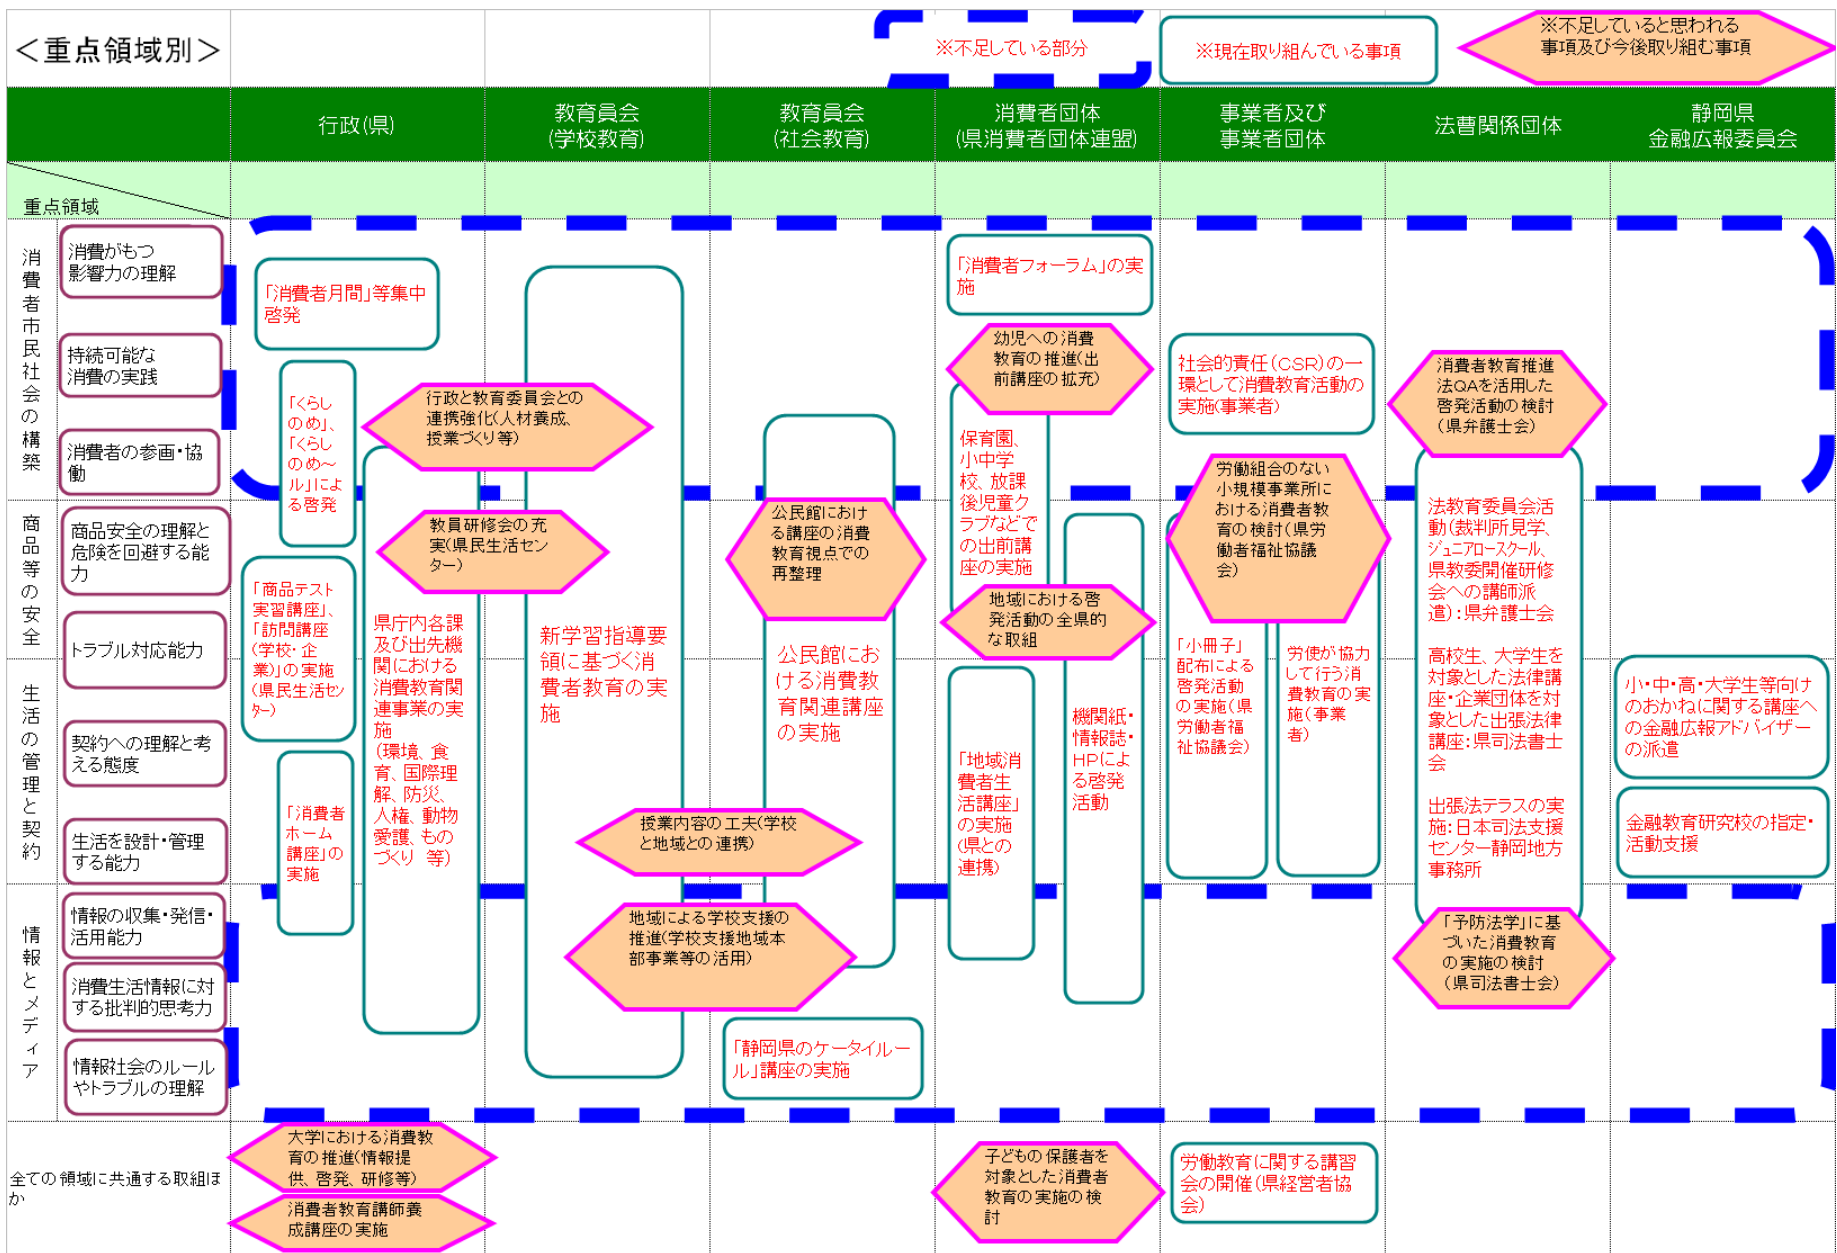 ＜重点領域別＞
※不足している部分
※現在取り組んでいる事項
※不足していると思われる
事項及び今後取り組む事項
行政(県)
教育員会
(学校教育)
教育員会
(社会教育)
消費者団体
(県消費者団体連盟)
事業者及び
事業者団体
法曹関係団体
静岡県
金融広報委員会
重点領域
消費者市民社会の構築
消費がもつ
影響力の理解
持続可能な
消費の実践
消費者の参画・協
働
商品等の安全
商品安全の理解と
危険を回避する能
力
トラブル対応能力
生活の管理と契約
契約への理解と考
える態度
生活を設計・管理
する能力
情報とメディア
情報の収集・発信・
活用能力
消費生活情報に対
する批判的思考力
情報社会のルール
やトラブルの理解
全ての領域に共通する取組ほ
か
「消費者月間」等集中
啓発
「くらし
のめ」、
「くらし
のめ～
ル」によ
る啓発
「商品テスト
実習講座」、
「訪問講座
(学校・企
業)」の実施
(県民生活セン
ター)
「消費者
ホーム
講座」の
実施
県庁内各課
及び出先機
関における
消費教育関
連事業の実
施
(環境、食
育、国際理
解、防災、
人権、動物
愛護、もの
づくり 等)
行政と教育委員会との
連携強化(人材養成、
授業づくり等)
教員研修会の充
実(県民生活セン
ター)
新学習指導要
領に基づく消
費者教育の実
施
授業内容の工夫(学校
と地域との連携)
地域による学校支援の
推進(学校支援地域本
部事業等の活用)
公民館におけ
る講座の消費
教育視点での
再整理
公民館にお
ける消費教
育関連講座
の実施
「静岡県のケータイルー
ル」講座の実施
「消費者フォーラム」の実
施
幼児への消費
教育の推進(出
前講座の拡充)
保育園、
小中学
校、放課
後児童ク
ラブなどで
の出前講
座の実施
地域における啓
発活動の全県的
な取組
「地域消
費者生
活講座」
の実施
(県との
連携)
機関紙・
情報誌・
HPによ
る啓発
活動
社会的責任(CSR)の一
環として消費教育活動の
実施(事業者)
労働組合のない
小規模事業所に
おける消費者教
育の検討(県労
働者福祉協議
会)
「小冊子」
配布による
啓発活動
の実施(県
労働者福
祉協議会)
労使が協力
して行う消
費教育の実
施(事業
者)
消費者教育推進
法QAを活用した
啓発活動の検討
(県弁護士会)
法教育委員会活
動(裁判所見学、
ジュニアロースクール、
県教委開催研修
会への講師派
遣):県弁護士会
高校生、大学生を
対象とした法律講
座・企業団体を対
象とした出張法律
講座:県司法書士
会
出張法テラスの実
施:日本司法支援
センター静岡地方
事務所
「予防法学」に基
づいた消費教育
の実施の検討
(県司法書士会)
小・中・高・大学生等向け
のおかねに関する講座へ
の金融広報アドバイザー
の派遣
金融教育研究校の指定・
活動支援
大学における消費教
育の推進(情報提
供、啓発、研修等)
消費者教育講師養
成講座の実施
子どもの保護者を
対象とした消費者
教育の実施の検
討
労働教育に関する講習
会の開催(県経営者協
会)